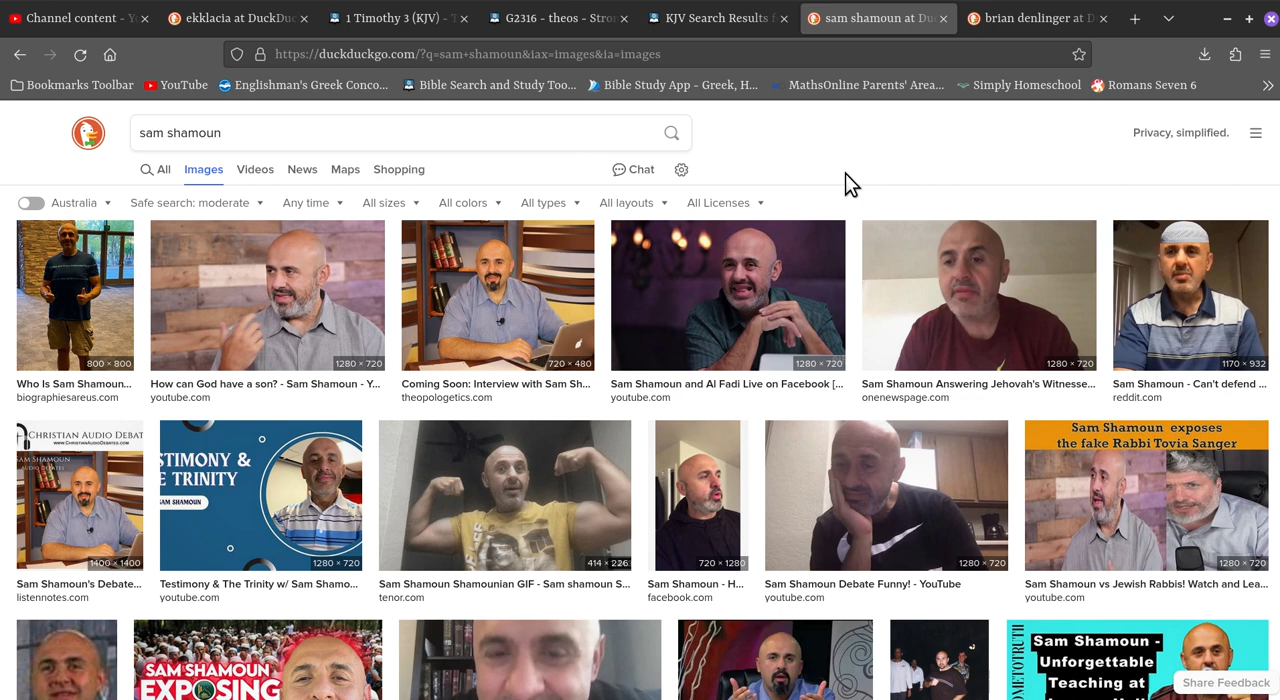 Channel content - Y
ekklacia at DuckDuc
1 Timothy 3 (KJV) - T
G2316 - theos - Stro
KJV Search Results f
sam shamoun at Du
brian denlinger at D
https://duckduckgo.com/?q=sam+shamoun&iax=images&ia=images
Bookmarks Toolbar
YouTube
Englishman's Greek Conco...
Bible Search and Study Too...
Bible Study App - Greek, H...
MathsOnline Parents' Area...
Simply Homeschool
Romans Seven 6
sam shamoun
Privacy, simplified.
All
Images
Videos
News
Maps
Shopping
Chat
Australia
Safe search: moderate
Any time
All sizes
All colors
All types
All layouts
All Licenses
800 × 800
1280 × 720
720 × 480
1280 × 720
1280 × 720
1170 × 932
Who Is Sam Shamoun...
biographiesareus.com
How can God have a son? - Sam Shamoun - Y...
youtube.com
Coming Soon: Interview with Sam Sh...
theopologetics.com
Sam Shamoun and Al Fadi Live on Facebook [...
youtube.com
Sam Shamoun Answering Jehovah's Witnesse...
onenewspage.com
Sam Shamoun - Can't defend ...
reddit.com
CHRISTIAN AUDIO DEBAT
WWW.CHRISTIANAUDIODEBATES.COM
SAM SHAMOUN
AUDIO DEBATES
1400 × 1400
STIMONY &
E TRINITY
SAM SHAMOUN
1280 × 720
414 × 226
720 × 1280
1280 × 720
Sam Shamoun exposes
the fake Rabbi Tovia Sanger
1280 × 720
Sam Shamoun's Debate...
listennotes.com
Testimony & The Trinity w/ Sam Shamo...
youtube.com
Sam Shamoun Shamounian GIF - Sam shamoun S...
tenor.com
Sam Shamoun - H...
facebook.com
Sam Shamoun Debate Funny! - YouTube
youtube.com
Sam Shamoun vs Jewish Rabbis! Watch and Lea...
youtube.com
SAM SHAMOUN
EXPOSING
Sam Shamoun -
Unforgettable
Teaching at
Share Feedback